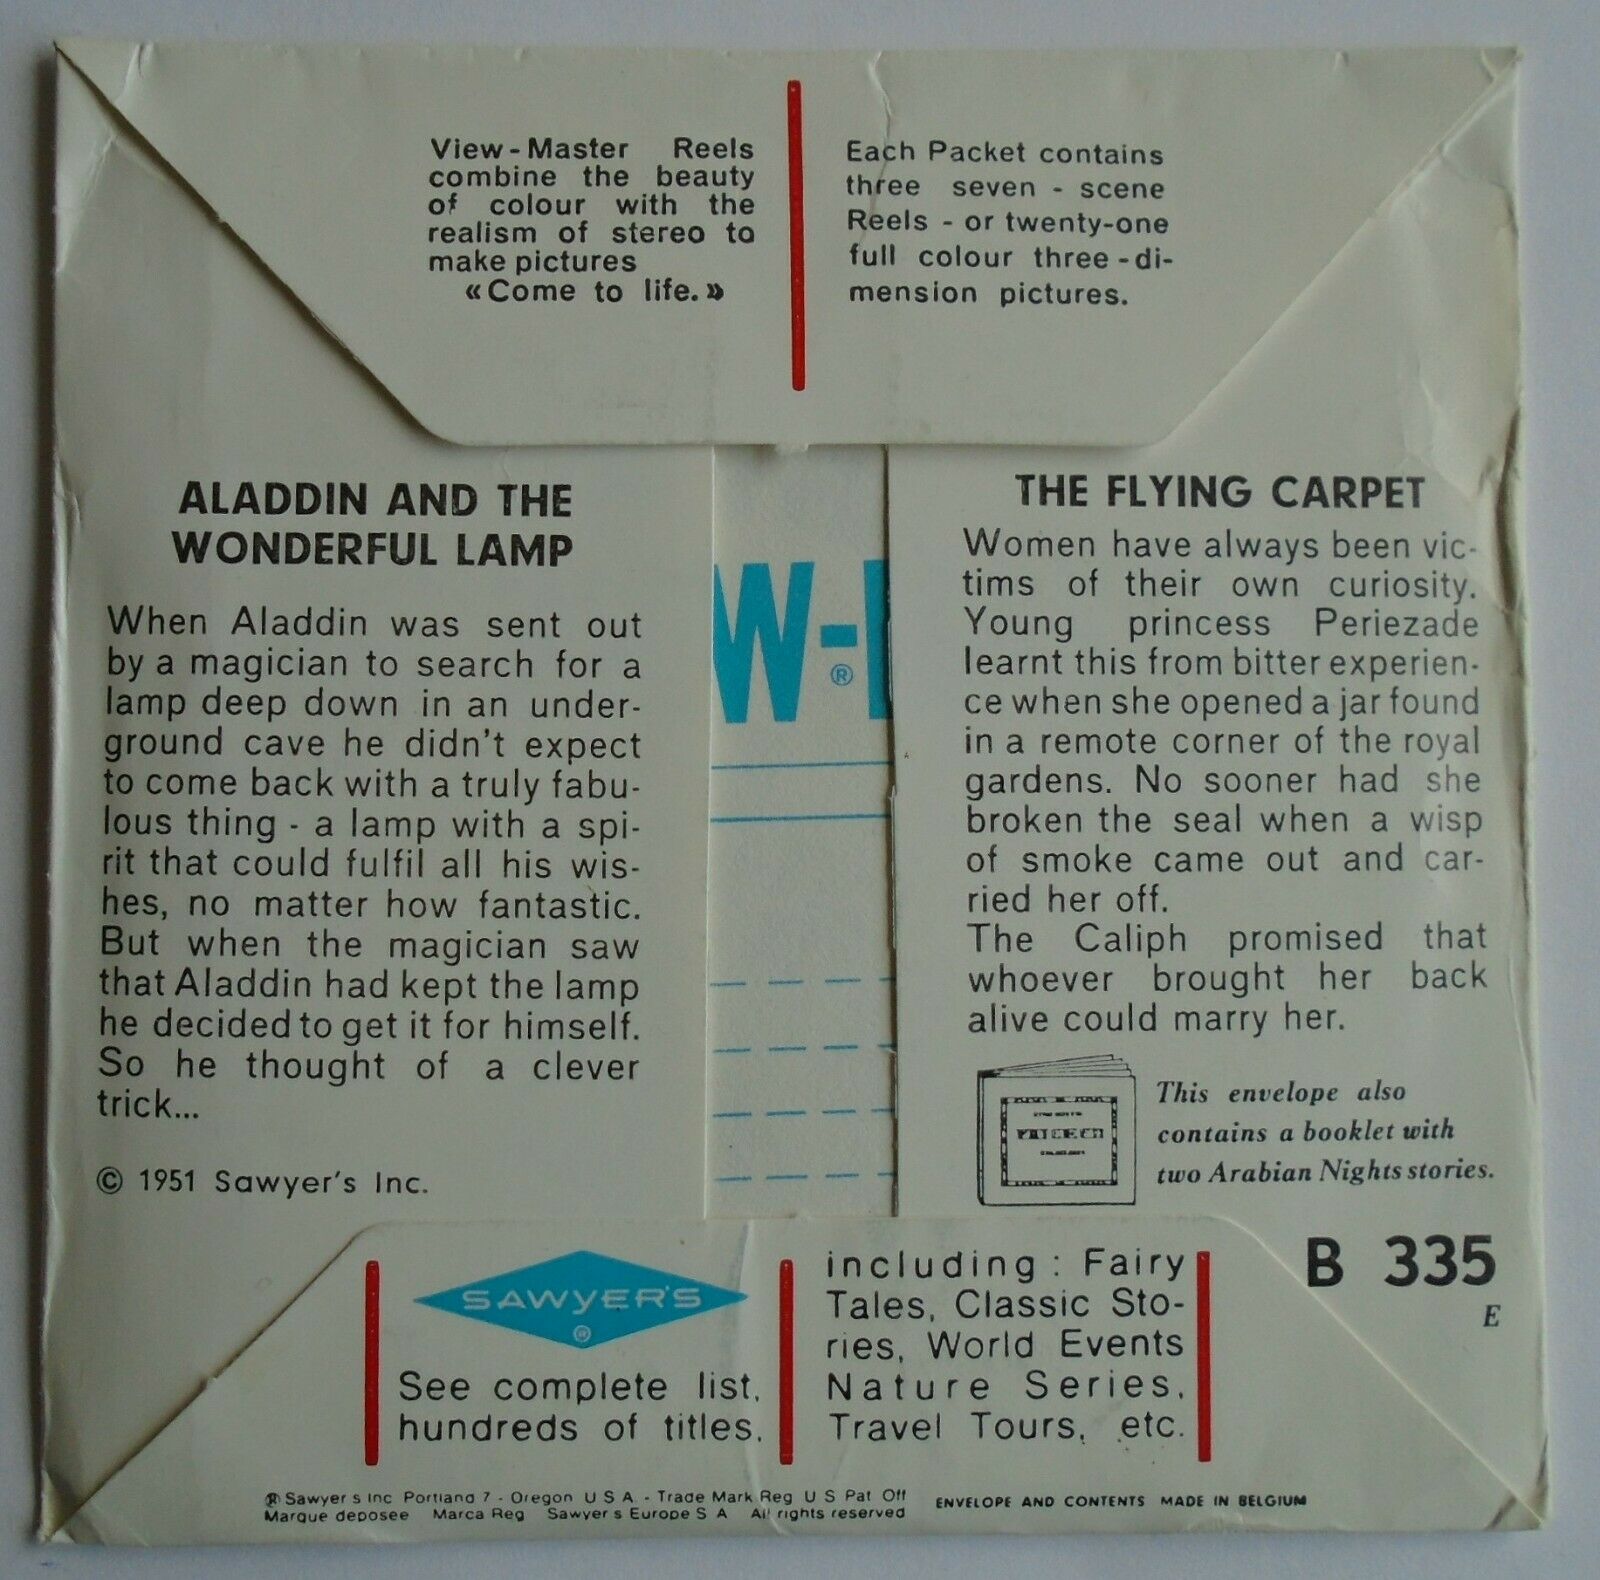 View-Master Reels
combine the beauty
of colour with the
realism of stereo to
make pictures
«Come to life.»
Each Packet contains
three seven - scene
Reels - or twenty-one
full colour three-di-
mension pictures.
ALADDIN AND THE
WONDERFUL LAMP
When Aladdin was sent out
by a magician to search for a
lamp deep down in an under-
ground cave he didn't expect
to come back with a truly fabu-
lous thing - a lamp with a spi-
rit that could fulfil all his wis-
hes, no matter how fantastic.
But when the magician saw
that Aladdin had kept the lamp
he decided to get it for himself.
So he thought of a clever
trick...
© 1951 Sawyer's Inc.
W-
®
THE FLYING CARPET
Women have always been vic-
tims of their own curiosity.
Young princess Periezade
learnt this from bitter experien-
ce when she opened a jar found
in a remote corner of the royal
gardens. No sooner had she
broken the seal when a wisp
of smoke came out and car-
ried her off.
The Caliph promised that
whoever brought her back
alive could marry her.
This envelope also
contains a booklet with
two Arabian Nights stories.
B 335
E
SAWYER'S
®
See complete list,
hundreds of titles,
including : Fairy
Tales, Classic Sto-
ries, World Events
Nature Series,
Travel Tours, etc.
® Sawyer s Inc Portland 7 - Oregon U S A - Trade Mark Reg U S Pat Off
Marque deposee Marca Reg Sawyer s Europe S A All rights reserved
ENVELOPE AND CONTENTS MADE IN BELGIUM